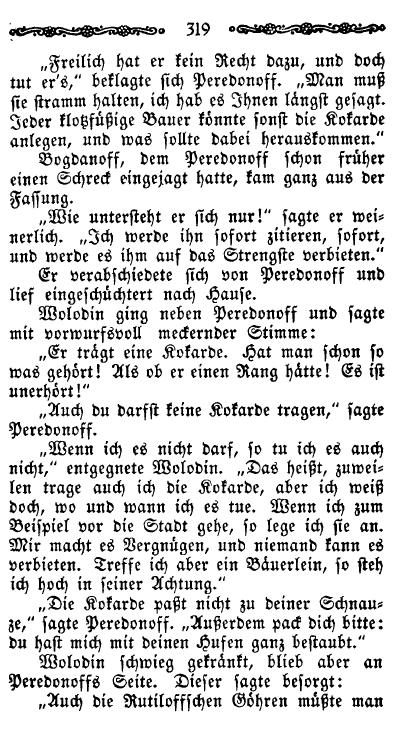 319
„Freilich hat er kein Recht dazu, und doch
tut er's,“ beklagte sich Peredonoff. „Man muß
sie stramm halten, ich hab es Ihnen längst gesagt.
Jeder klotzfüßige Bauer könnte sonst die Kokarde
anlegen, und was sollte dabei herauskommen.“
Bogdanoff, dem Peredonoff schon früher
einen Schreck eingejagt hatte, kam ganz aus der
Fassung.
„Wie untersteht er sich nur!“ sagte er wei-
nerlich. „Ich werde ihn sofort zitieren, sofort,
und werde es ihm auf das Strengste verbieten.“
Er verabschiedete sich von Peredonoff und
lief eingeschüchtert nach Hause.
Wolodin ging neben Peredonoff und sagte
mit vorwurfsvoll meckernder Stimme:
„Er trägt eine Kokarde. Hat man schon so
was gehört! Als ob er einen Rang hätte! Es ist
unerhört!“
„Auch du darfst keine Kokarde tragen,“ sagte
Peredonoff.
„Wenn ich es nicht darf, so tu ich es auch
nicht,“ entgegnete Wolodin. „Das heißt, zuwei-
len trage auch ich die Kokarde, aber ich weiß
doch, wo und wann ich es tue. Wenn ich zum
Beispiel vor die Stadt gehe, so lege ich sie an.
Mir macht es Vergnügen, und niemand kann es
verbieten. Treffe ich aber ein Bäuerlein, so steh
ich hoch in seiner Achtung.“
„Die Kokarde paßt nicht zu deiner Schnau-
ze,“ sagte Peredonoff. „Außerdem pack dich bitte:
du hast mich mit deinen Hufen ganz bestaubt.“
Wolodin schwieg gekränkt, blieb aber an
Peredonoffs Seite. Dieser sagte besorgt:
„Auch die Rutiloffschen Göhren müßte man